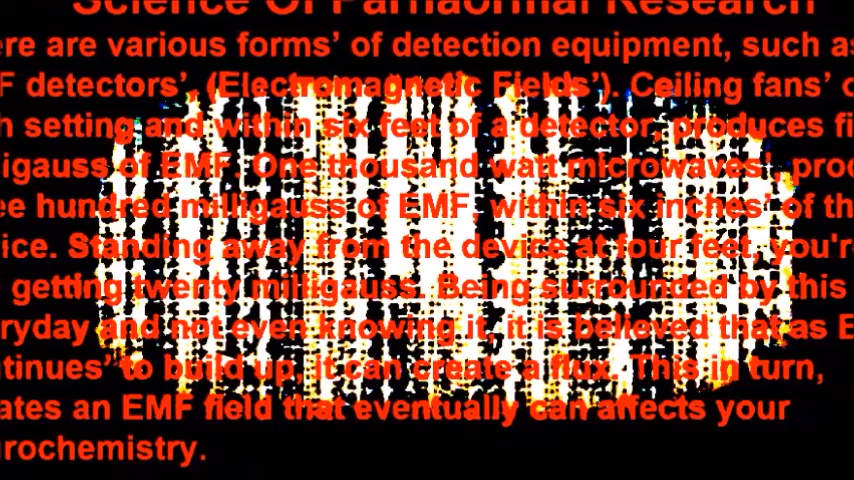 Science Of Parnaormal Research
ere are various forms’ of detection equipment, such as
F detectors’, (Electromagnetic Fields’). Ceiling fans’ o
h setting and within six feet of a detector, produces fi
ligauss of EMF. One thousand watt microwaves’, prod
ee hundred milligauss of EMF, within six inches’ of th
ice. Standing away from the device at four feet, you're
getting twenty milligauss. Being surrounded by this
ryday and not even knowing it, it is believed that as E
tinues” to build up, it can create a flux. This in turn,
ates an EMF field that eventually can affects your
urochemistry.